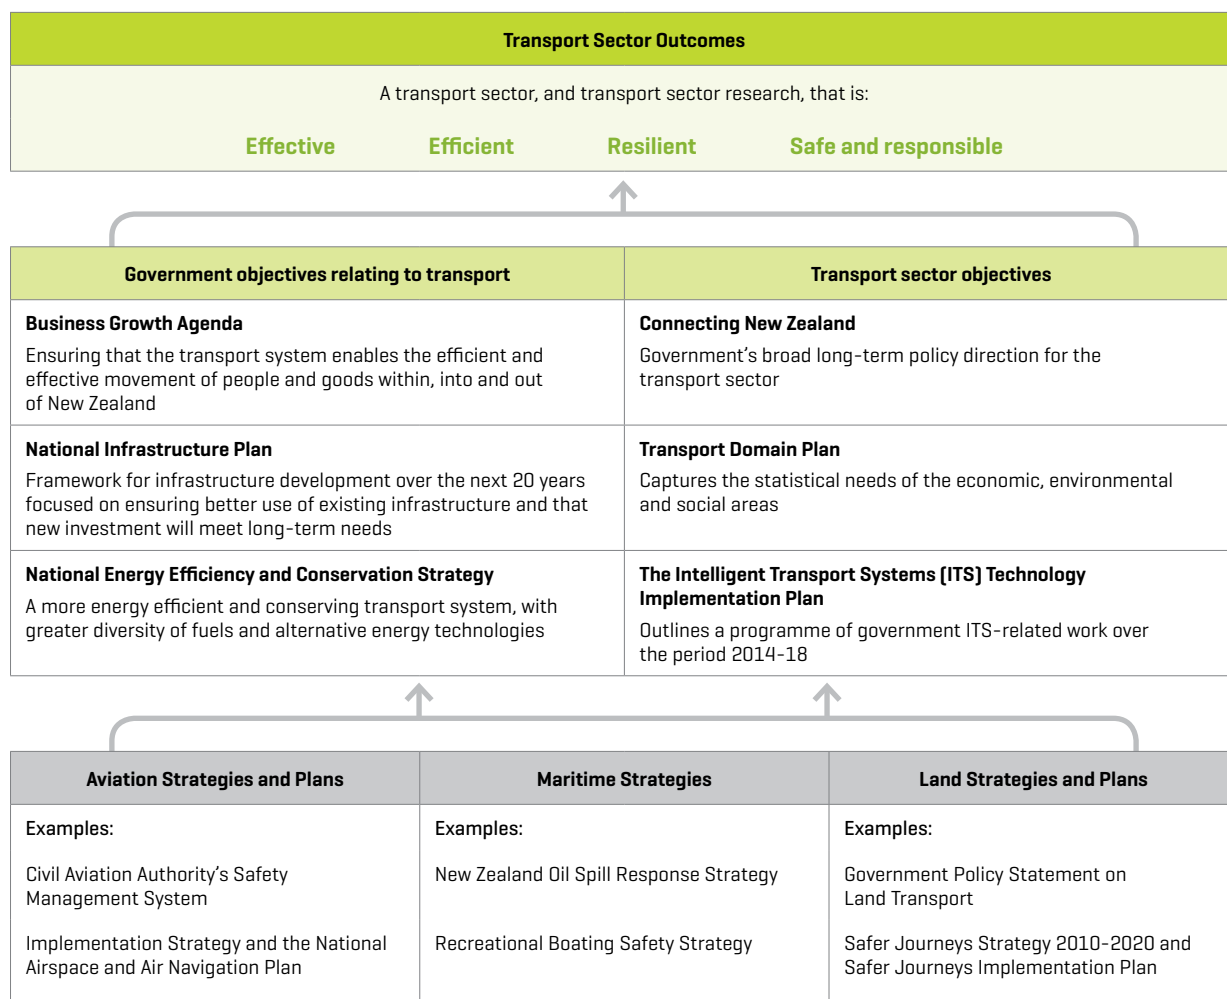 Transport Sector Outcomes
A transport sector, and transport sector research, that is:
Effective Efficient Resilient Safe and responsible
Government objectives relating to transport
Transport sector objectives
Business Growth Agenda
Ensuring that the transport system enables the efficient and
effective movement of people and goods within, into and out
of New Zealand
Connecting New Zealand
Government's broad long-term policy direction for the
transport sector
National Infrastructure Plan
Framework for infrastructure development over the next 20 years
focused on ensuring better use of existing infrastructure and that
new investment will meet long-term needs
Transport Domain Plan
Captures the statistical needs of the economic, environmental
and social areas
National Energy Efficiency and Conservation Strategy
A more energy efficient and conserving transport system, with
greater diversity of fuels and alternative energy technologies
The Intelligent Transport Systems (ITS) Technology
Implementation Plan
Outlines a programme of government ITS-related work over
the period 2014-18
Aviation Strategies and Plans
Maritime Strategies
Land Strategies and Plans
Examples:
Civil Aviation Authority's Safety
Management System
Implementation Strategy and the National
Airspace and Air Navigation Plan
Examples:
New Zealand Oil Spill Response Strategy
Recreational Boating Safety Strategy
Examples:
Government Policy Statement on
Land Transport
Safer Journeys Strategy 2010-2020 and
Safer Journeys Implementation Plan